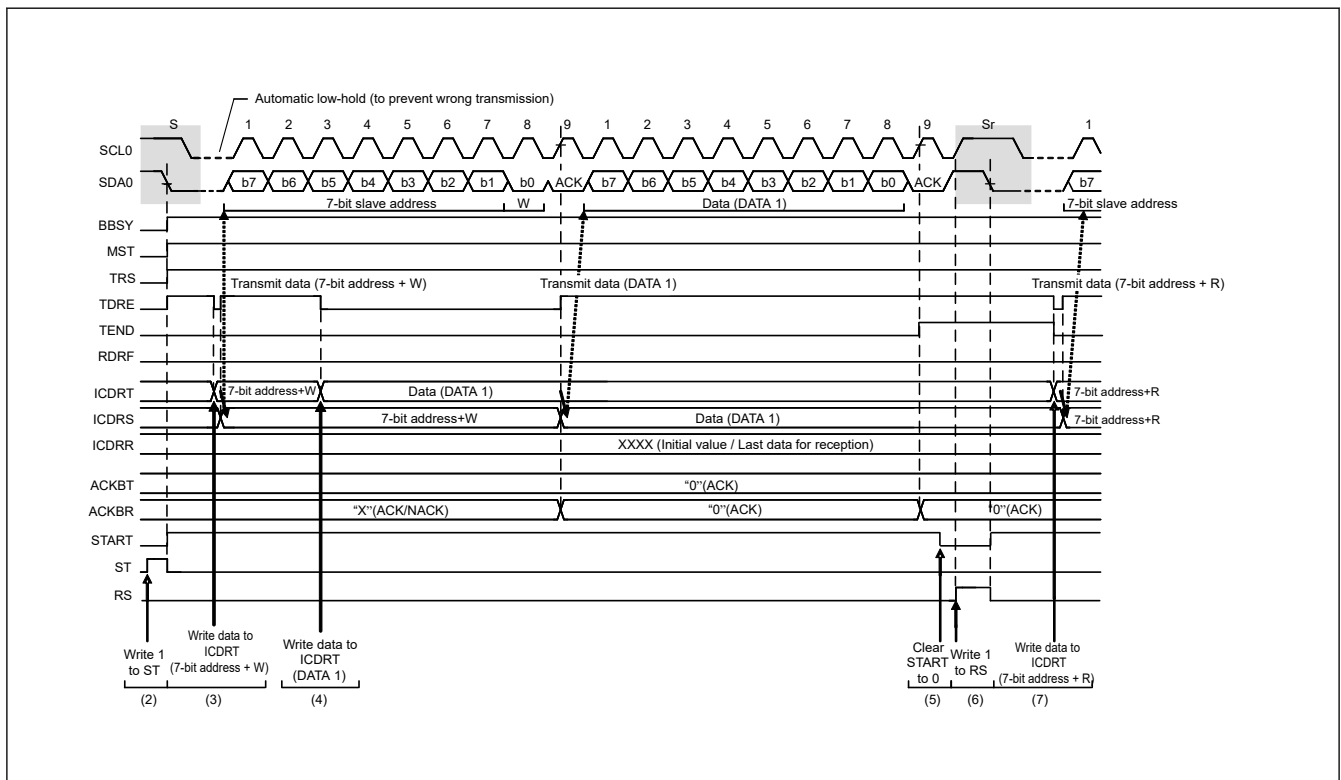 Automatic low-hold (to prevent wrong transmission)
S 1 2 3 4 5 6 7 8 9 1 2 3 4 5 6 7 8 9 Sr 1
SCL0
SDA0 b7 b6 b5 b4 b3 b2 b1 b0 ACK b7 b6 b5 b4 b3 b2 b1 b0 ACK b7
7-bit slave address W Data (DATA 1) 7-bit slave address
BBSY
MST
TRS
Transmit data (7-bit address + W) Transmit data (DATA 1) Transmit data (7-bit address + R)
TDRE
TEND
RDRF
ICDRT 7-bit address+W Data (DATA 1) 7-bit address+R
ICDRS 7-bit address+W Data (DATA 1) 7-bit address+R
ICDRR XXXX (Initial value / Last data for reception)
ACKBT "0"(ACK)
ACKBR "X"(ACK/NACK) "0"(ACK) "0"(ACK)
START
ST
RS
Write 1
to ST
Write data to
ICDRT
(7-bit address + W)
Write data to
ICDRT
(DATA 1)
Clear
START
to 0
Write 1
to RS
Write data to
ICDRT
(7-bit address + R)
(2) (3) (4) (5) (6) (7)